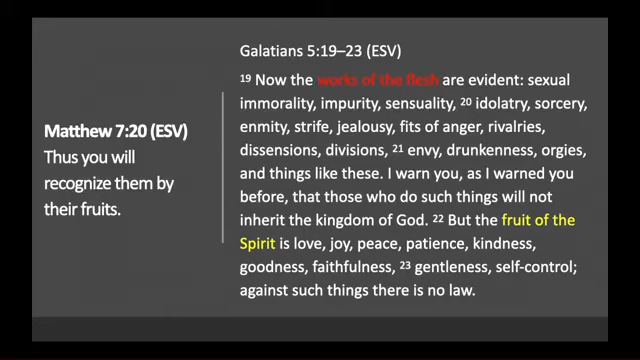 Matthew 7:20 (ESV)
Thus you will
recognize them by
their fruits.
Galatians 5:19–23 (ESV)
19 Now the works of the flesh are evident: sexual
immorality, impurity, sensuality, 20 idolatry, sorcery,
enmity, strife, jealousy, fits of anger, rivalries,
dissensions, divisions, 21 envy, drunkenness, orgies,
and things like these. I warn you, as I warned you
before, that those who do such things will not
inherit the kingdom of God. 22 But the fruit of the
Spirit is love, joy, peace, patience, kindness,
goodness, faithfulness, 23 gentleness, self-control;
against such things there is no law.